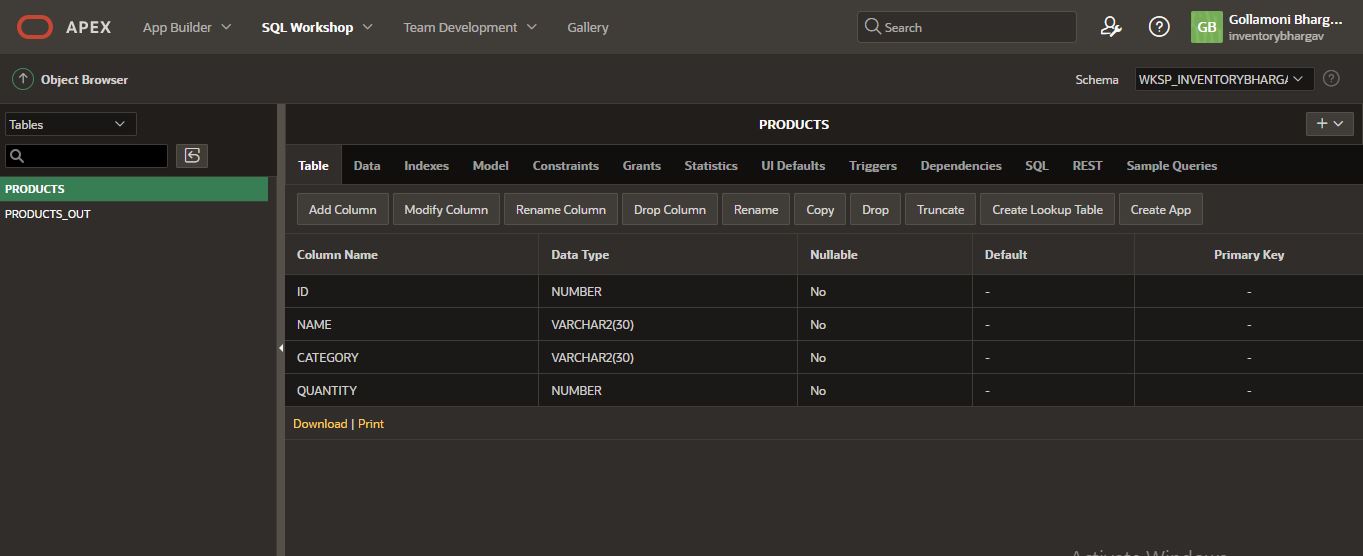 APEX App Builder SQL Workshop Team Development Gallery Search GB Gollamoni Bharg...
inventorybhargav
Object Browser Schema WKSP_INVENTORYBHARGA
Tables PRODUCTS
Table Data Indexes Model Constraints Grants Statistics UI Defaults Triggers Dependencies SQL REST Sample Queries
PRODUCTS
PRODUCTS_OUT
Add Column Modify Column Rename Column Drop Column Rename Copy Drop Truncate Create Lookup Table Create App
Column Name Data Type Nullable Default Primary Key
ID NUMBER No - -
NAME VARCHAR2(30) No - -
CATEGORY VARCHAR2(30) No - -
QUANTITY NUMBER No - -
Download | Print
Activate Windows